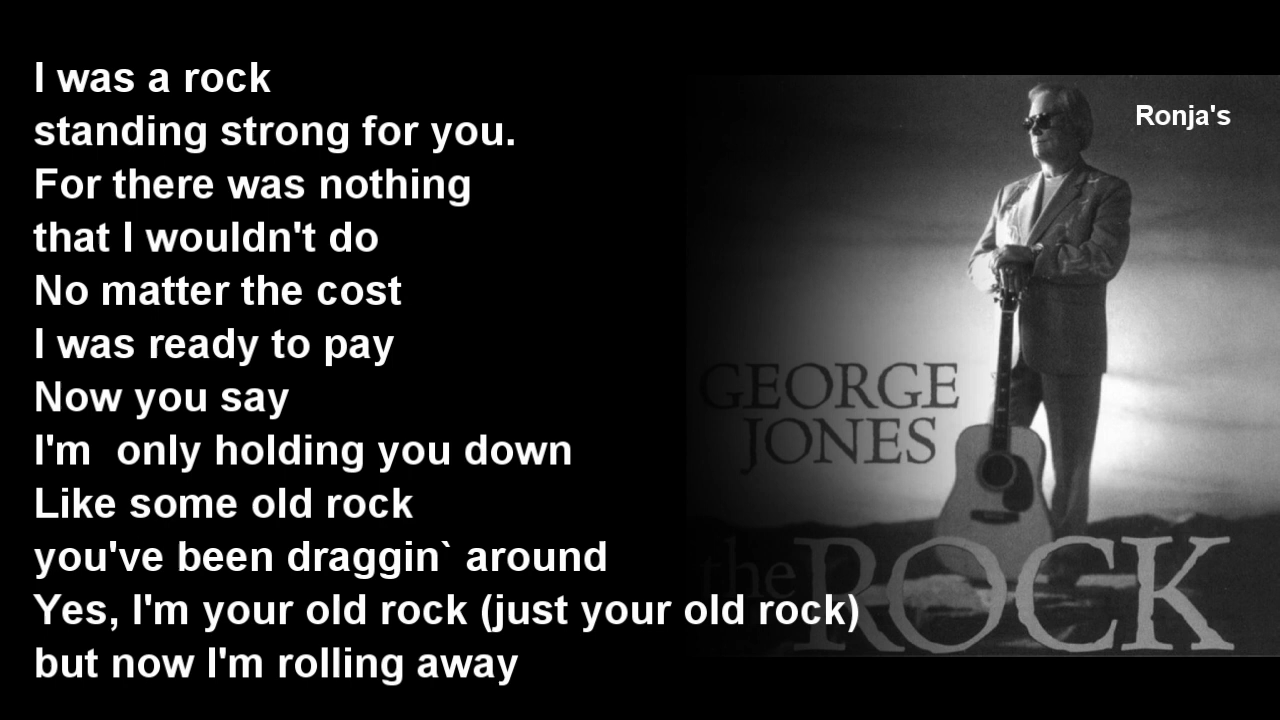 I was a rock
standing strong for you.
For there was nothing
that I wouldn't do
No matter the cost
I was ready to pay
Now you say
I'm  only holding you down
Like some old rock
you've been draggin` around
Yes, I'm your old rock (just your old rock)
but now I'm rolling away
Ronja's
GEORGE
JONES
the ROCK